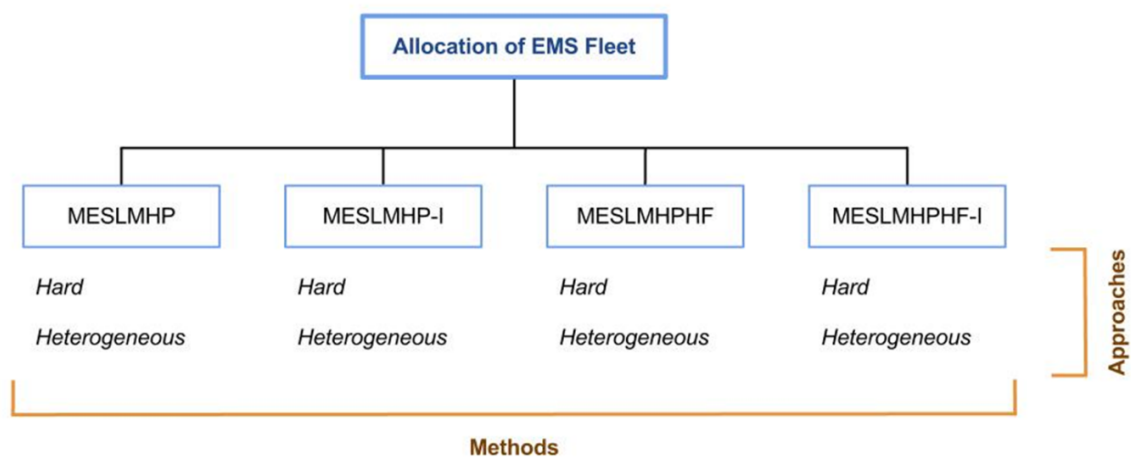 Allocation of EMS Fleet
MESLMHP
MESLMHP-I
MESLMHPHF
MESLMHPHF-I
Hard
Hard
Hard
Hard
Heterogeneous
Heterogeneous
Heterogeneous
Heterogeneous
Approaches
Methods